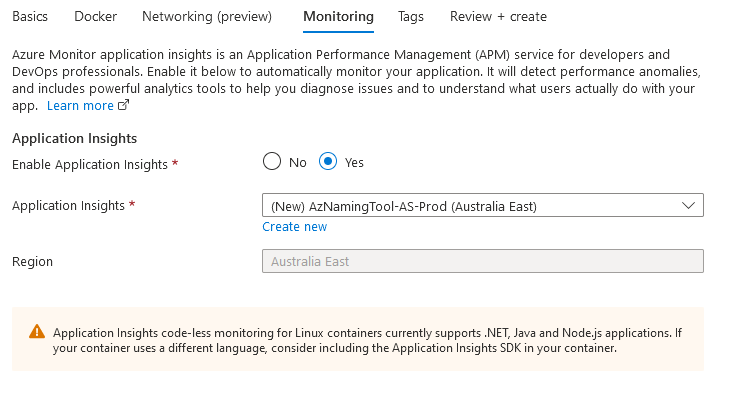 Basics Docker Networking (preview) Monitoring Tags Review + create
Azure Monitor application insights is an Application Performance Management (APM) service for developers and
DevOps professionals. Enable it below to automatically monitor your application. It will detect performance anomalies,
and includes powerful analytics tools to help you diagnose issues and to understand what users actually do with your
app. Learn more
Application Insights
Enable Application Insights * No Yes
Application Insights * (New) AzNamingTool-AS-Prod (Australia East)
Create new
Region Australia East
Application Insights code-less monitoring for Linux containers currently supports .NET, Java and Node.js applications. If
your container uses a different language, consider including the Application Insights SDK in your container.